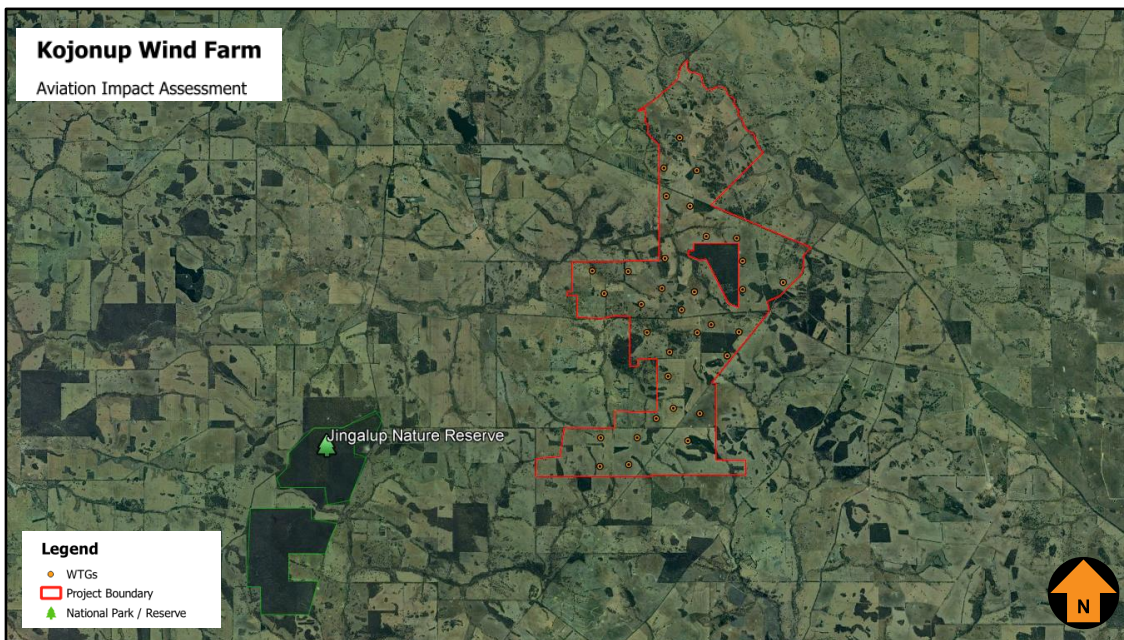 Kojonup Wind Farm
Aviation Impact Assessment
Jingalup Nature Reserve
Legend
WTGs
Project Boundary
National Park / Reserve
N